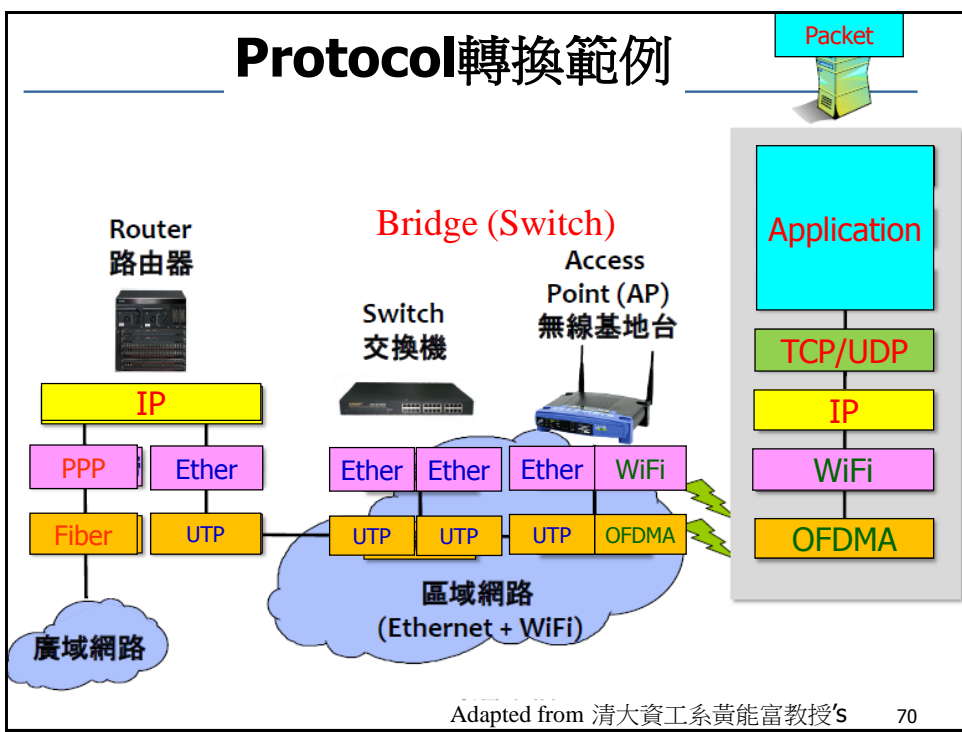 Protocol轉換範例
Packet
Router
路由器
Bridge (Switch)
Switch
交換機
Access
Point (AP)
無線基地台
Application
TCP/UDP
IP
WiFi
OFDMA
IP
PPP
Ether
Ether
Ether
Ether
WiFi
Fiber
UTP
UTP
UTP
UTP
OFDMA
區域網路
(Ethernet + WiFi)
廣域網路
Adapted from 清大資工系黃能富教授's
70